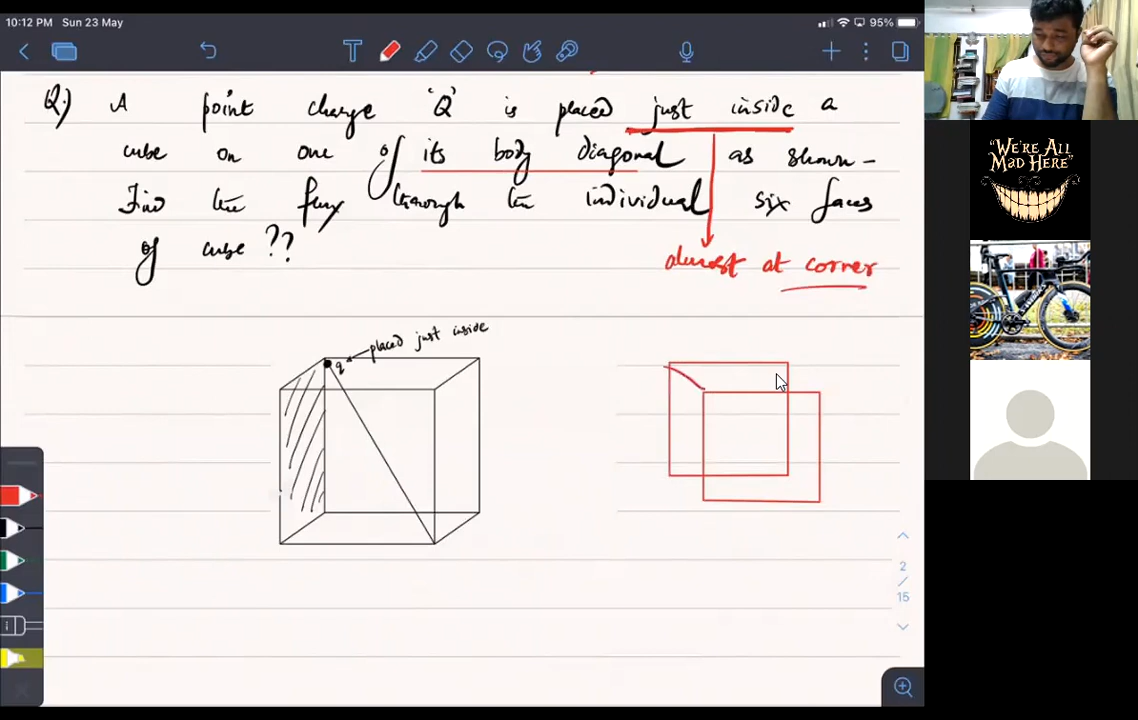 10:12 PM Sun 23 May
95%
Q:) A point charge 'Q' is placed just inside a
cube on one of its body diagonal as shown -
Find the flux through the individual six faces
of cube ??
almost at corner
q placed just inside
2
/
15
"WE'RE ALL
MAD HERE"